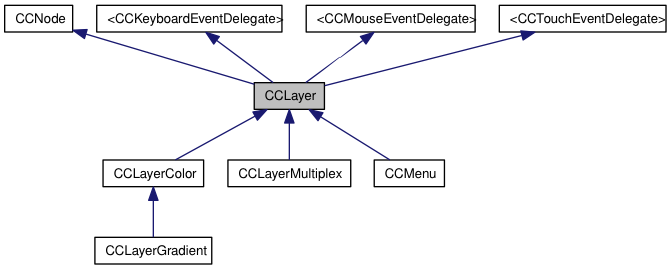 CCNode
<CCKeyboardEventDelegate>
<CCMouseEventDelegate>
<CCTouchEventDelegate>
CCLayer
CCLayerColor
CCLayerMultiplex
CCMenu
CCLayerGradient